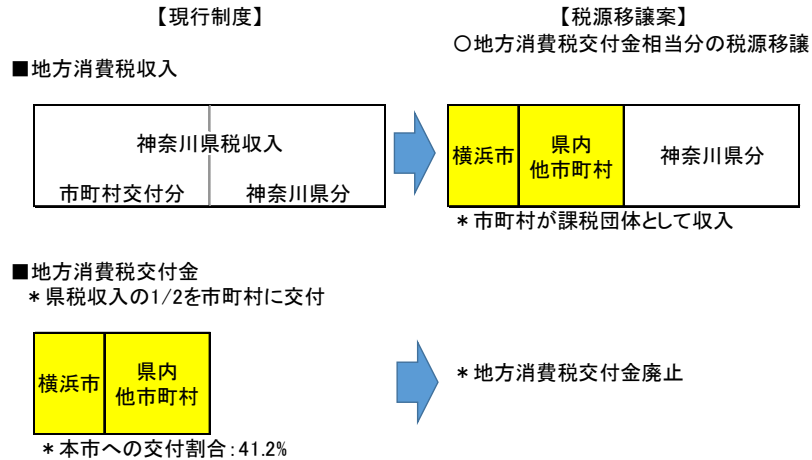 【現行制度】
【税源移譲案】
○地方消費税交付金相当分の税源移譲
■地方消費税収入
神奈川県税収入
市町村交付分
神奈川県分
横浜市
県内
他市町村
神奈川県分
*市町村が課税団体として収入
■地方消費税交付金
*県税収入の1/2を市町村に交付
横浜市
県内
他市町村
*地方消費税交付金廃止
*本市への交付割合:41.2%